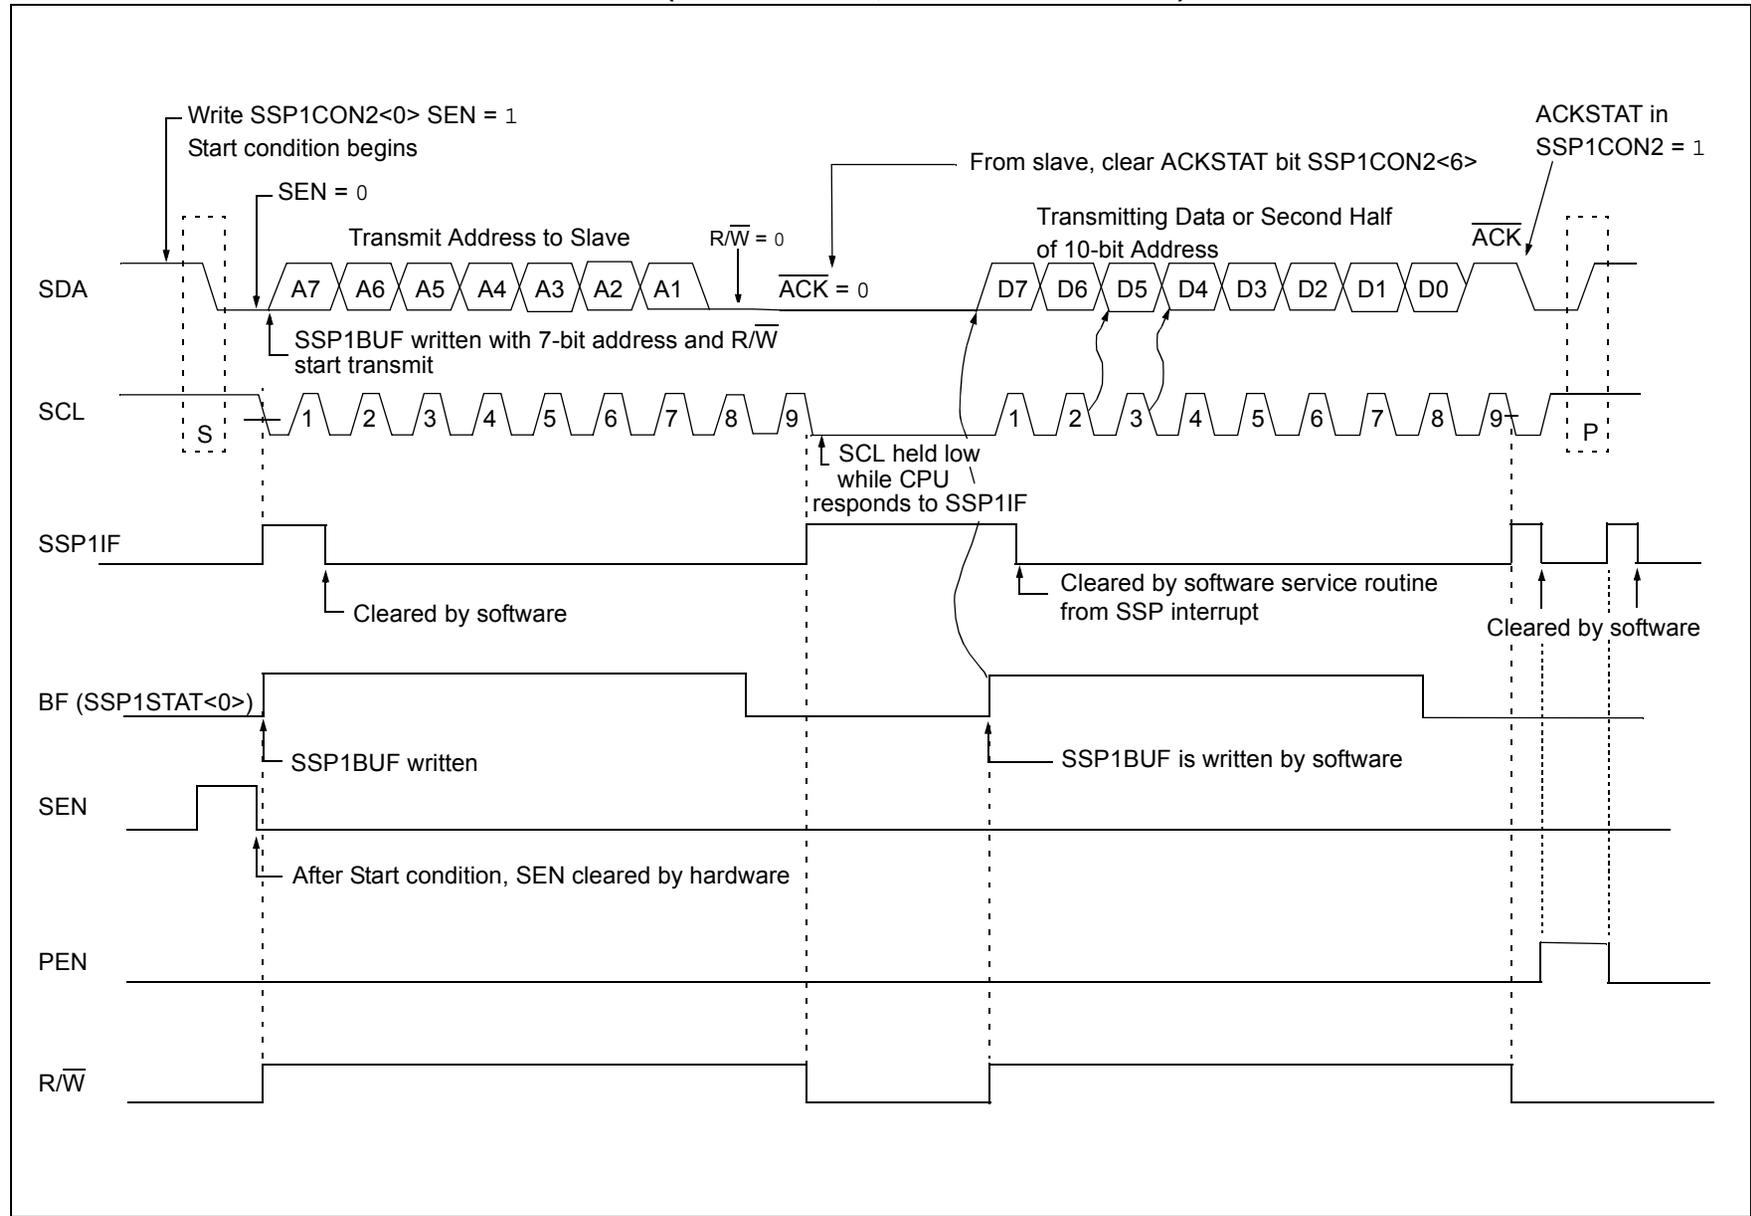 Write SSP1CON2<0> SEN = 1
Start condition begins
ACKSTAT in
SSP1CON2 = 1
From slave, clear ACKSTAT bit SSP1CON2<6>
SEN = 0
Transmit Address to Slave
R/W̅ = 0
Transmitting Data or Second Half
of 10-bit Address
A̅C̅K̅
SDA
A7 A6 A5 A4 A3 A2 A1
A̅C̅K̅ = 0
D7 D6 D5 D4 D3 D2 D1 D0
SSP1BUF written with 7-bit address and R/W̅
start transmit
SCL
S
1 2 3 4 5 6 7 8 9
1 2 3 4 5 6 7 8 9
P
SCL held low
while CPU
responds to SSP1IF
SSP1IF
Cleared by software
Cleared by software service routine
from SSP interrupt
Cleared by software
BF (SSP1STAT<0>)
SSP1BUF written
SSP1BUF is written by software
SEN
After Start condition, SEN cleared by hardware
PEN
R/W̅